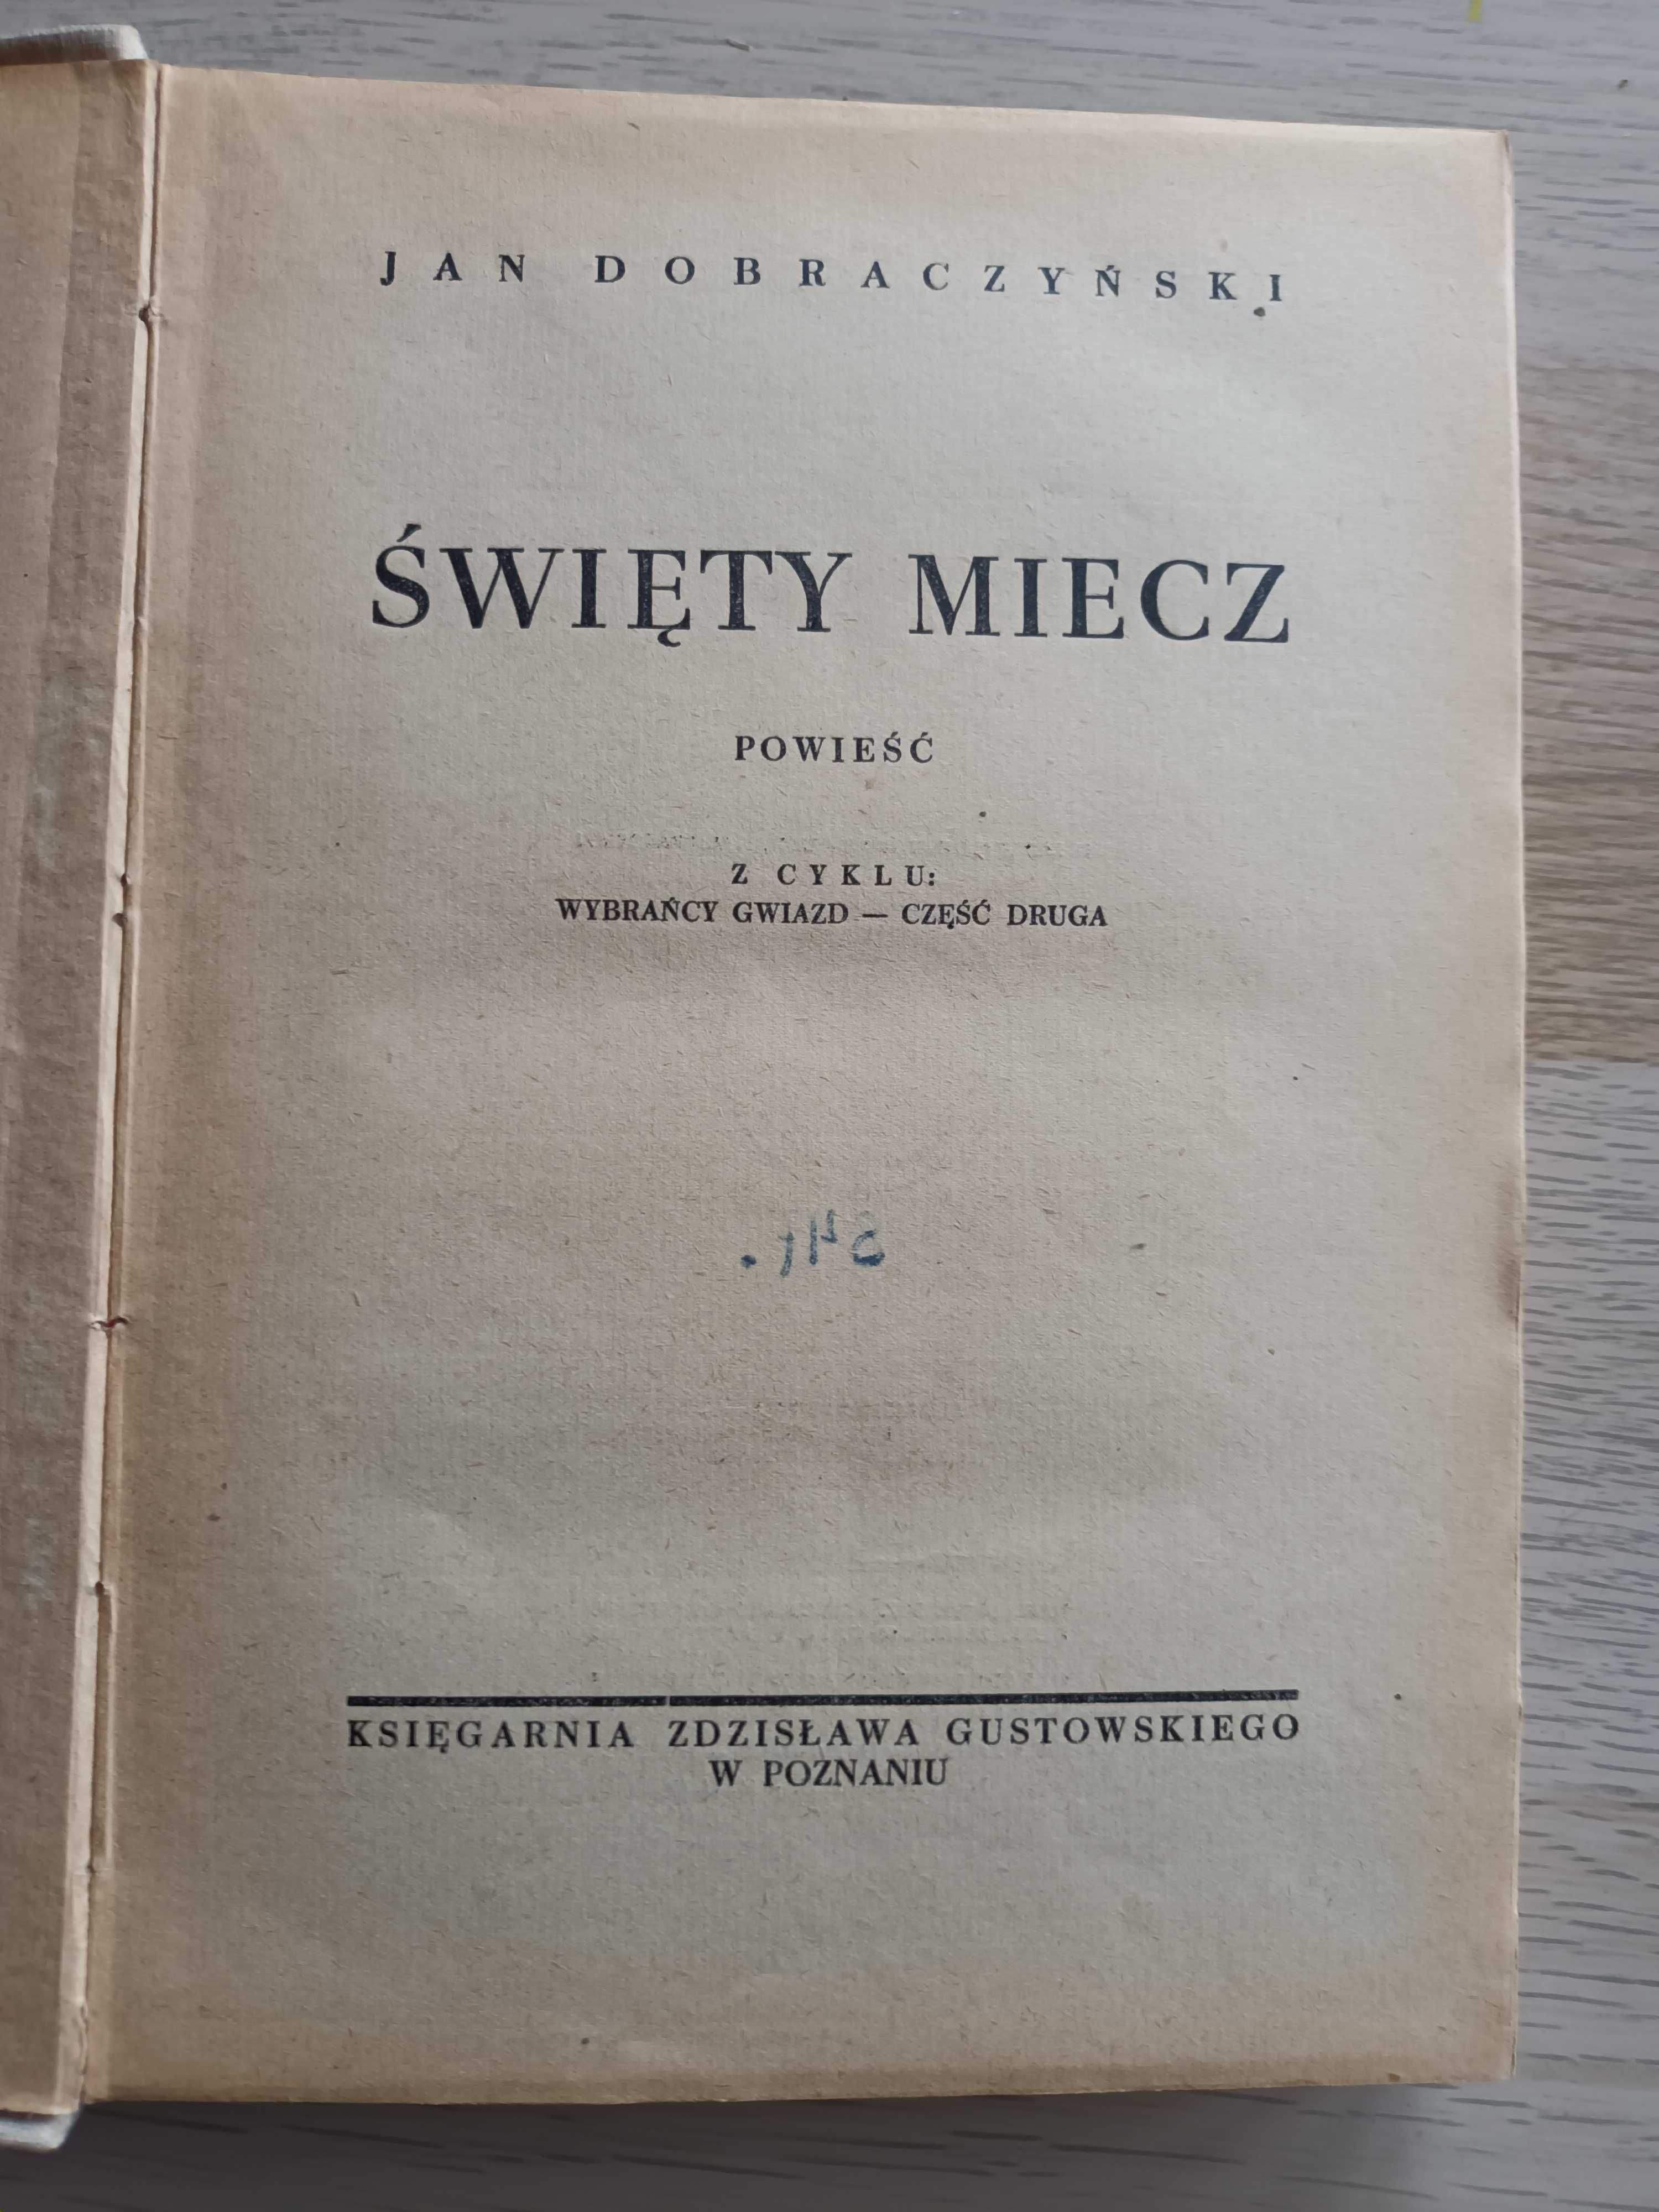 JAN DOBRACZYŃSKI
ŚWIĘTY MIECZ
POWIEŚĆ
Z CYKLU:
WYBRAŃCY GWIAZD — CZĘŚĆ DRUGA
KSIĘGARNIA ZDZISŁAWA GUSTOWSKIEGO
W POZNANIU